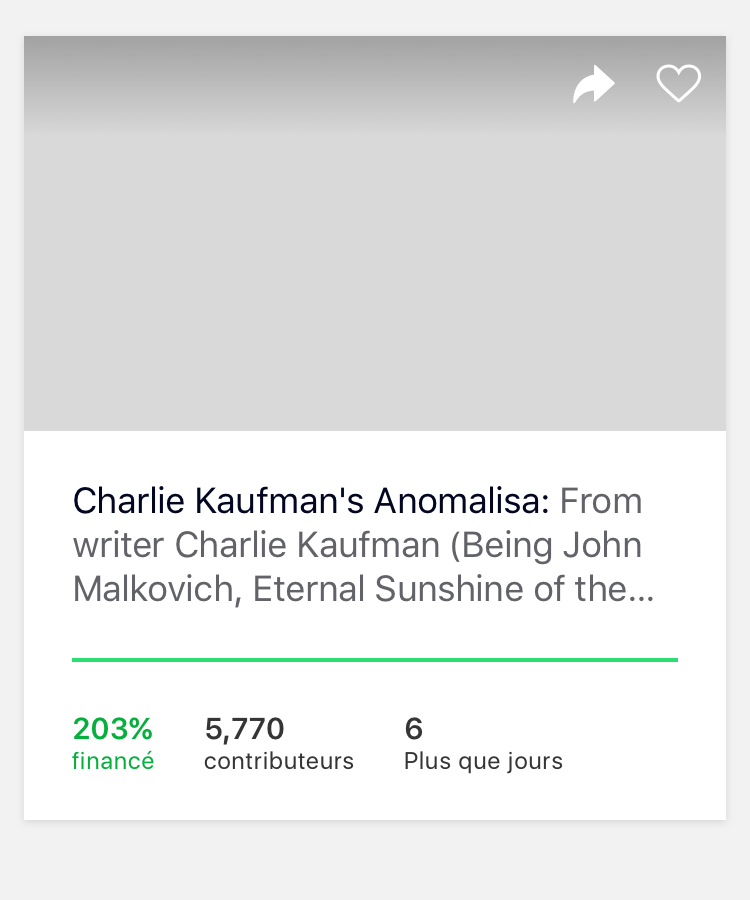 Charlie Kaufman's Anomalisa: From
writer Charlie Kaufman (Being John
Malkovich, Eternal Sunshine of the...
203% 5,770 6
financé contributeurs Plus que jours